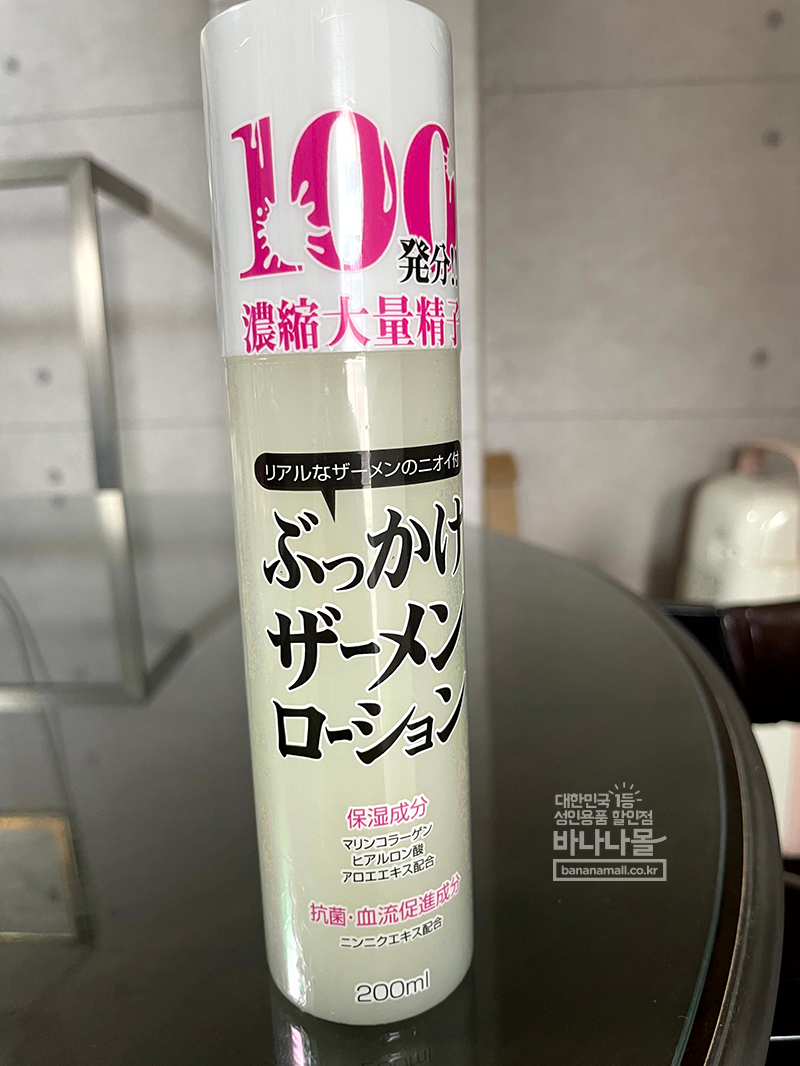 100
発分!!
濃縮大量精子
リアルなザーメンのニオイ付
ぶっかけ
ザーメン
ローション
保湿成分
マリンコラーゲン
ヒアルロン酸
アロエエキス配合
抗菌・血流促進成分
ニンニクエキス配合
200ml
대한민국 1등
성인용품 할인점
바나나몰
bananamall.co.kr